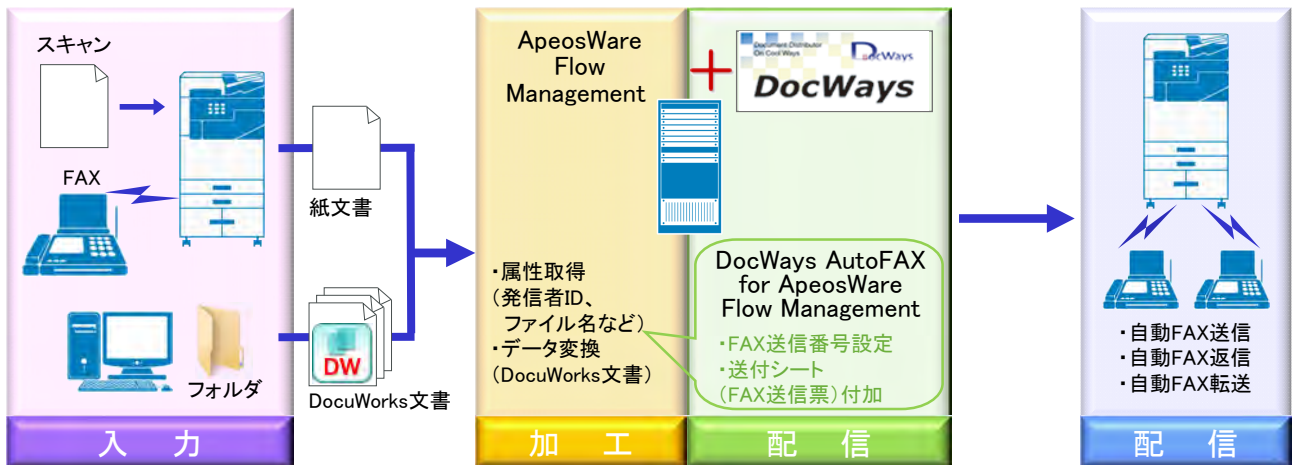 スキャン
FAX
フォルダ
入 力
紙文書
DW
DocuWorks文書
ApeosWare
Flow
Management
・属性取得
(発信者ID、
ファイル名など)
・データ変換
(DocuWorks文書)
加 工
Document Distributor
On Cool Ways
DocWays
DocWays
DocWays AutoFAX
for ApeosWare
Flow Management
・FAX送信番号設定
・送付シート
(FAX送信票)付加
配 信
・自動FAX送信
・自動FAX返信
・自動FAX転送
配 信